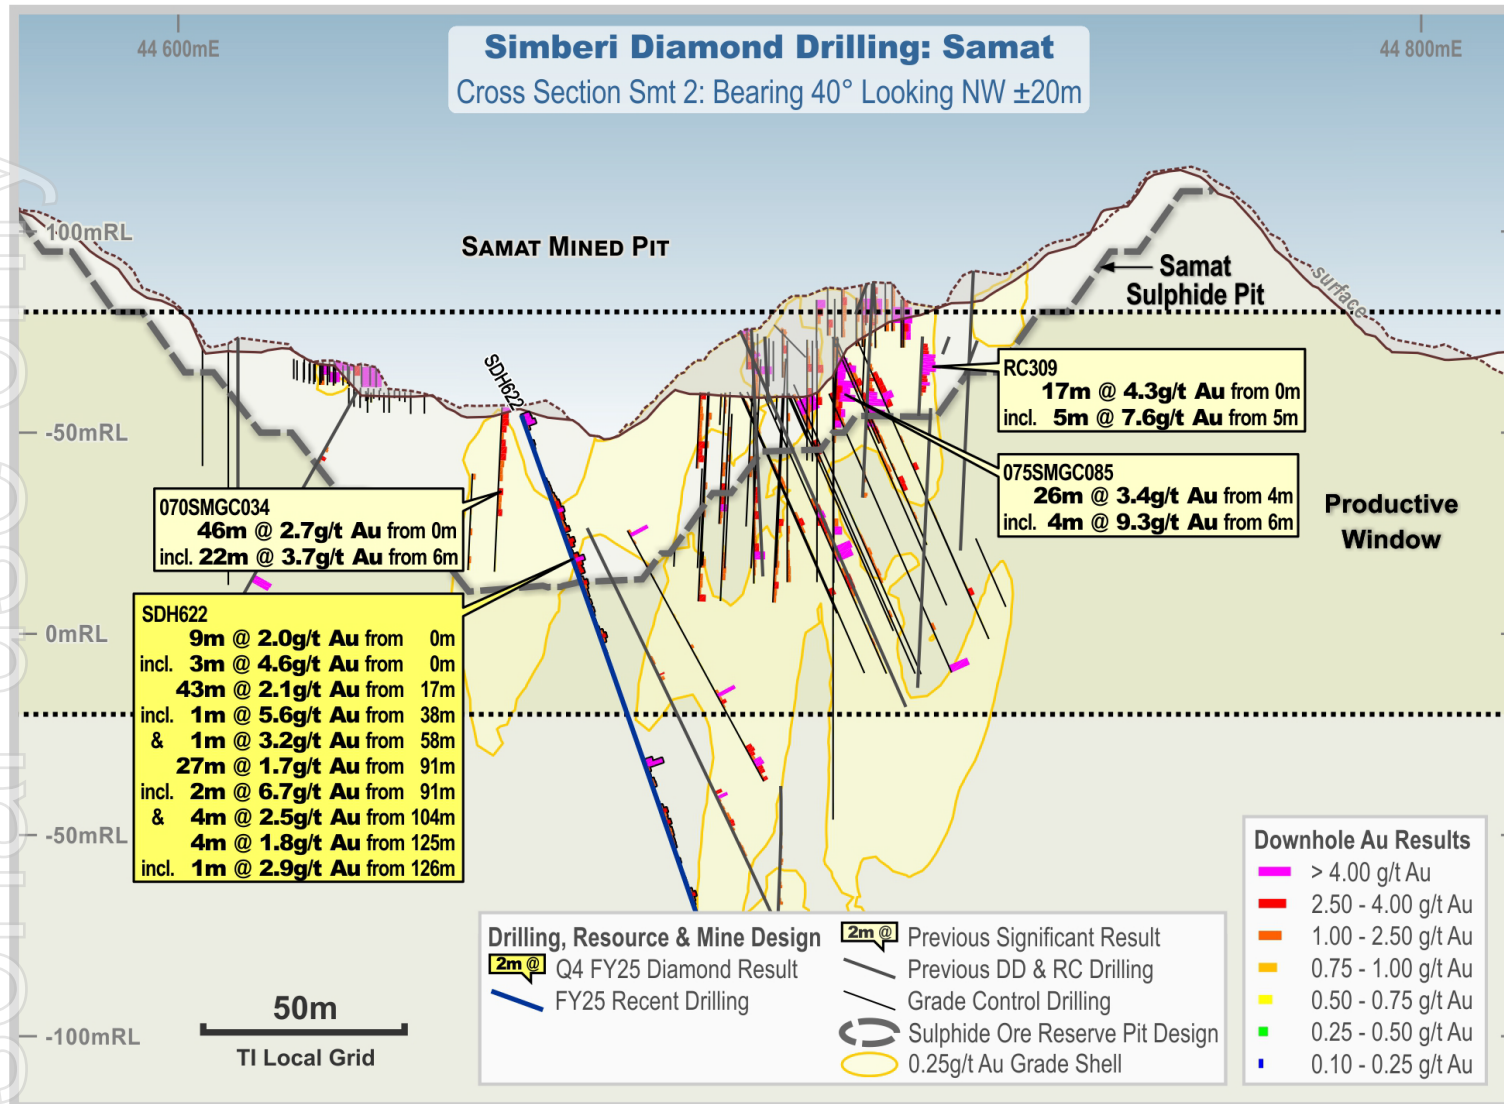 44 600mE
44 800mE
Simberi Diamond Drilling: Samat
Cross Section Smt 2: Bearing 40° Looking NW ±20m
100mRL
SAMAT MINED PIT
Samat
Sulphide Pit
surface
SDH622
-50mRL
RC309
17m @ 4.3g/t Au from 0m
incl. 5m @ 7.6g/t Au from 5m
075SMGC085
26m @ 3.4g/t Au from 4m
incl. 4m @ 9.3g/t Au from 6m
Productive
Window
070SMGC034
46m @ 2.7g/t Au from 0m
incl. 22m @ 3.7g/t Au from 6m
0mRL
SDH622
9m @ 2.0g/t Au from 0m
incl. 3m @ 4.6g/t Au from 0m
43m @ 2.1g/t Au from 17m
incl. 1m @ 5.6g/t Au from 38m
& 1m @ 3.2g/t Au from 58m
27m @ 1.7g/t Au from 91m
incl. 2m @ 6.7g/t Au from 91m
& 4m @ 2.5g/t Au from 104m
4m @ 1.8g/t Au from 125m
incl. 1m @ 2.9g/t Au from 126m
-50mRL
-100mRL
50m
TI Local Grid
Drilling, Resource & Mine Design
2m @ Q4 FY25 Diamond Result
FY25 Recent Drilling
2m @ Previous Significant Result
Previous DD & RC Drilling
Grade Control Drilling
Sulphide Ore Reserve Pit Design
0.25g/t Au Grade Shell
Downhole Au Results
> 4.00 g/t Au
2.50 - 4.00 g/t Au
1.00 - 2.50 g/t Au
0.75 - 1.00 g/t Au
0.50 - 0.75 g/t Au
0.25 - 0.50 g/t Au
0.10 - 0.25 g/t Au